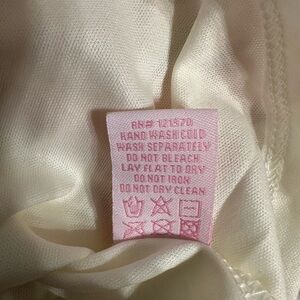 RN# 121570
HAND WASH COLD
WASH SEPARATELY
DO NOT BLEACH
LAY FLAT TO DRY
DO NOT IRON
DO NOT DRY CLEAN